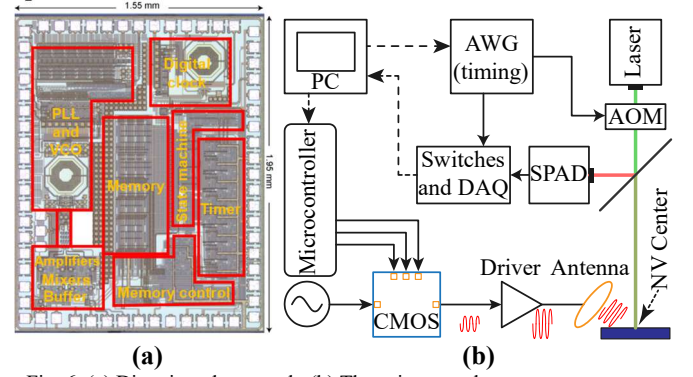 1.55 mm
Digital
clock
PLL
and
VCO
Memory
State machine
Timer
1.95 mm
Amplifiers
Mixers
Buffer
Memory control
(a)
PC
AWG
(timing)
Laser
AOM
Microcontroller
Switches
and DAQ
SPAD
NV Center
Driver Antenna
CMOS
(b)